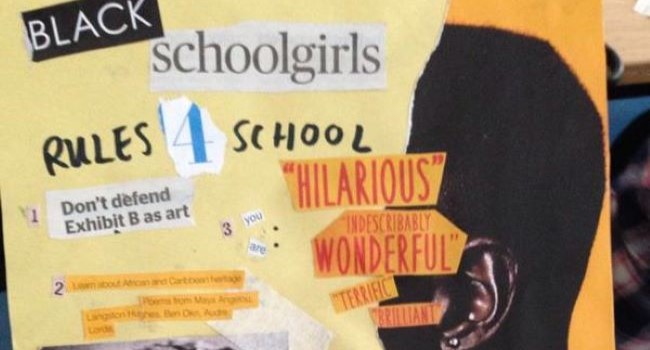 BLACK
schoolgirls
RULES 4 SCHOOL
1 Don't defend
Exhibit B as art
2 Learn about African and Caribbean heritage
Poems from Maya Angelou,
Langston Hughes, Ben Okri, Audre
Lorde
3 you
are :
"HILARIOUS"
"INDESCRIBABLY
WONDERFUL"
"TERRIFIC"
"BRILLIANT"